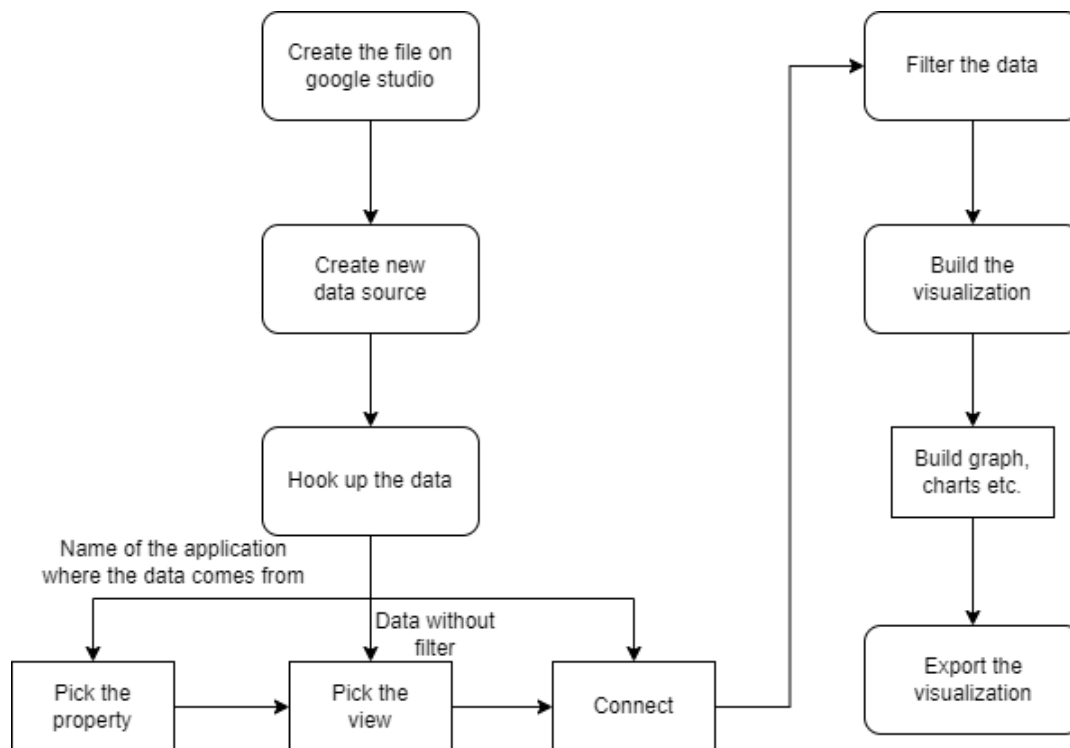 Create the file on
google studio
Create new
data source
Hook up the data
Name of the application
where the data comes from
Data without
filter
Pick the
property
Pick the
view
Connect
Filter the data
Build the
visualization
Build graph,
charts etc.
Export the
visualization